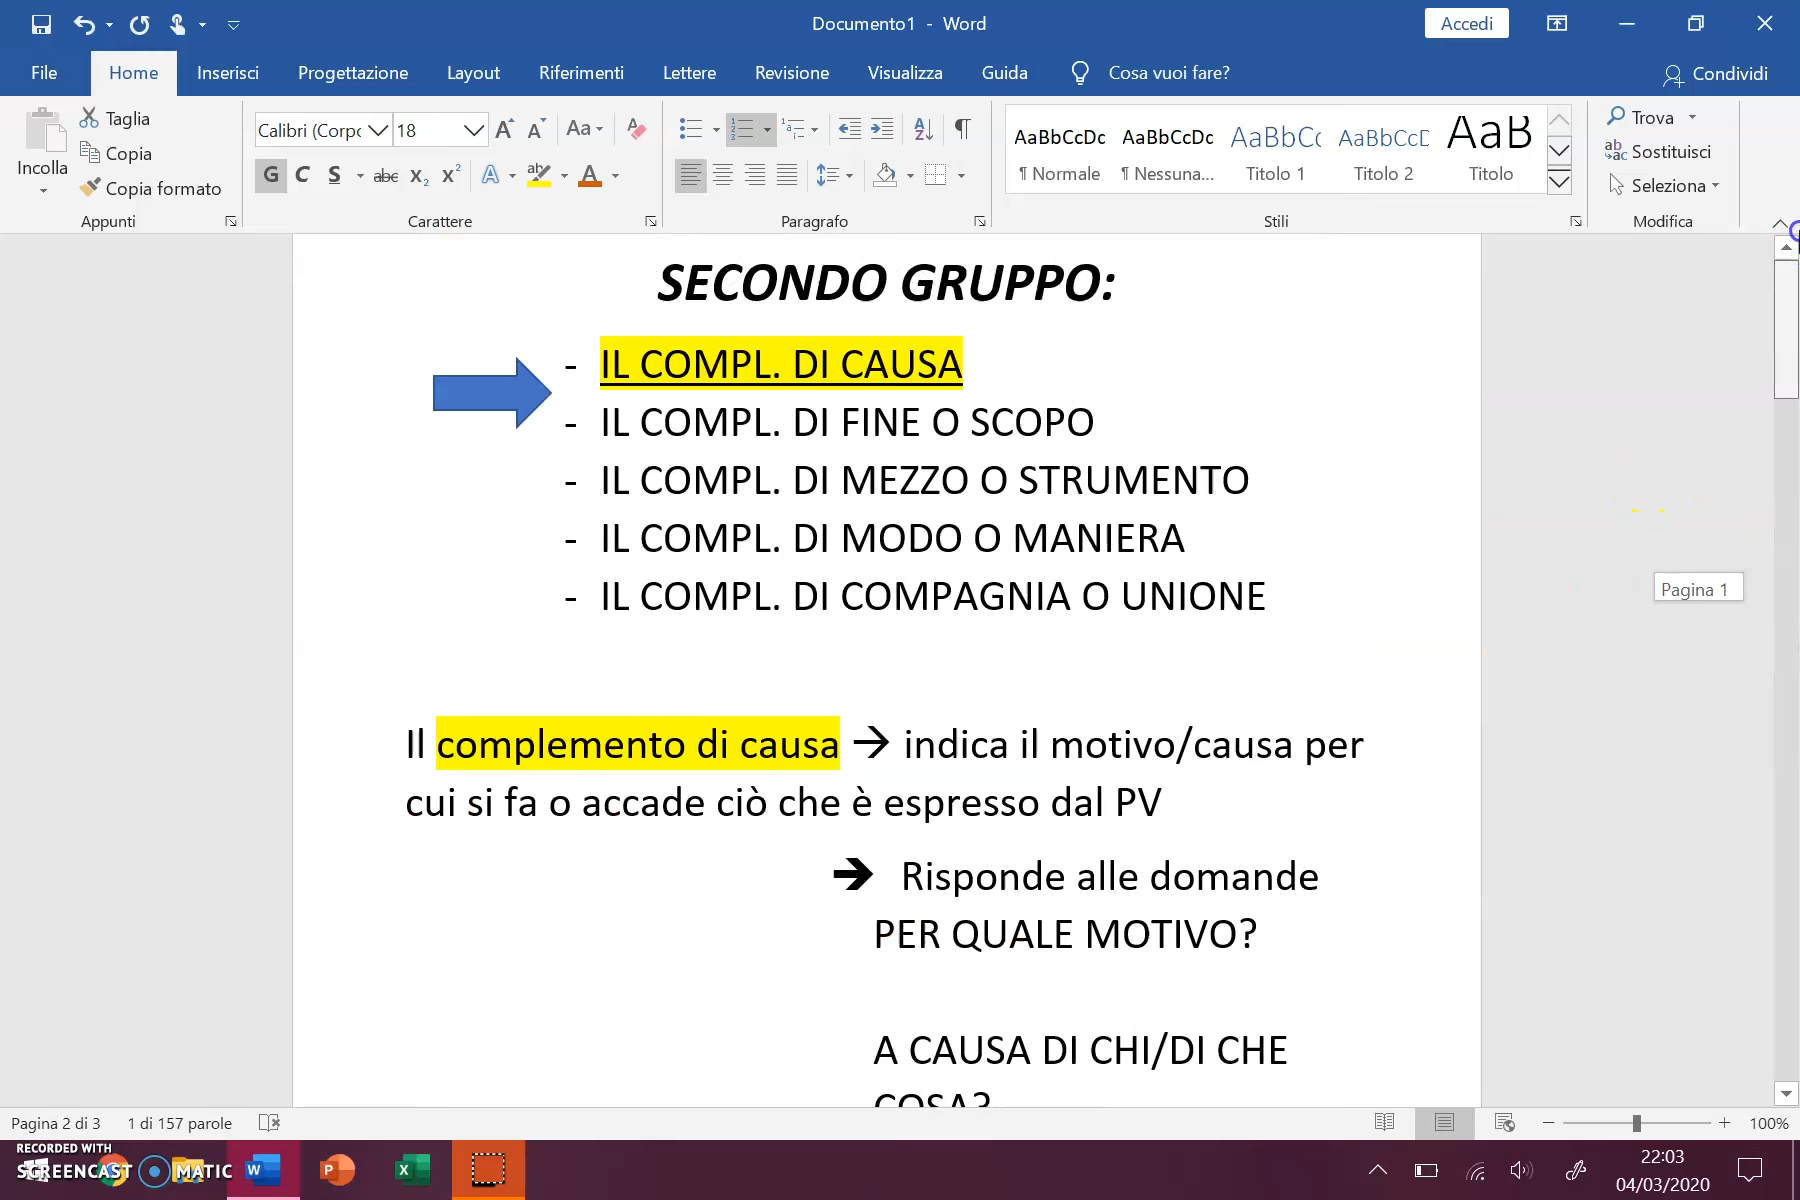 Documento1 - Word
Accedi
File Home Inserisci Progettazione Layout Riferimenti Lettere Revisione Visualizza Guida Cosa vuoi fare? Condividi
Incolla
Taglia
Copia
Copia formato
Appunti
Calibri (Corpo 18
Aa
G C S abc x₂ x² A ab A
Carattere
Paragrafo
AaBbCcDc AaBbCcDc AaBbCc AaBbCcD AaB
¶ Normale ¶ Nessuna... Titolo 1 Titolo 2 Titolo
Stili
Trova
Sostituisci
Seleziona
Modifica
SECONDO GRUPPO:
- IL COMPL. DI CAUSA
- IL COMPL. DI FINE O SCOPO
- IL COMPL. DI MEZZO O STRUMENTO
- IL COMPL. DI MODO O MANIERA
- IL COMPL. DI COMPAGNIA O UNIONE
Pagina 1
Il complemento di causa → indica il motivo/causa per
cui si fa o accade ciò che è espresso dal PV
➔ Risponde alle domande
PER QUALE MOTIVO?
A CAUSA DI CHI/DI CHE
COSA?
Pagina 2 di 3 1 di 157 parole 100%
RECORDED WITH
SCREENCAST MATIC
22:03
04/03/2020